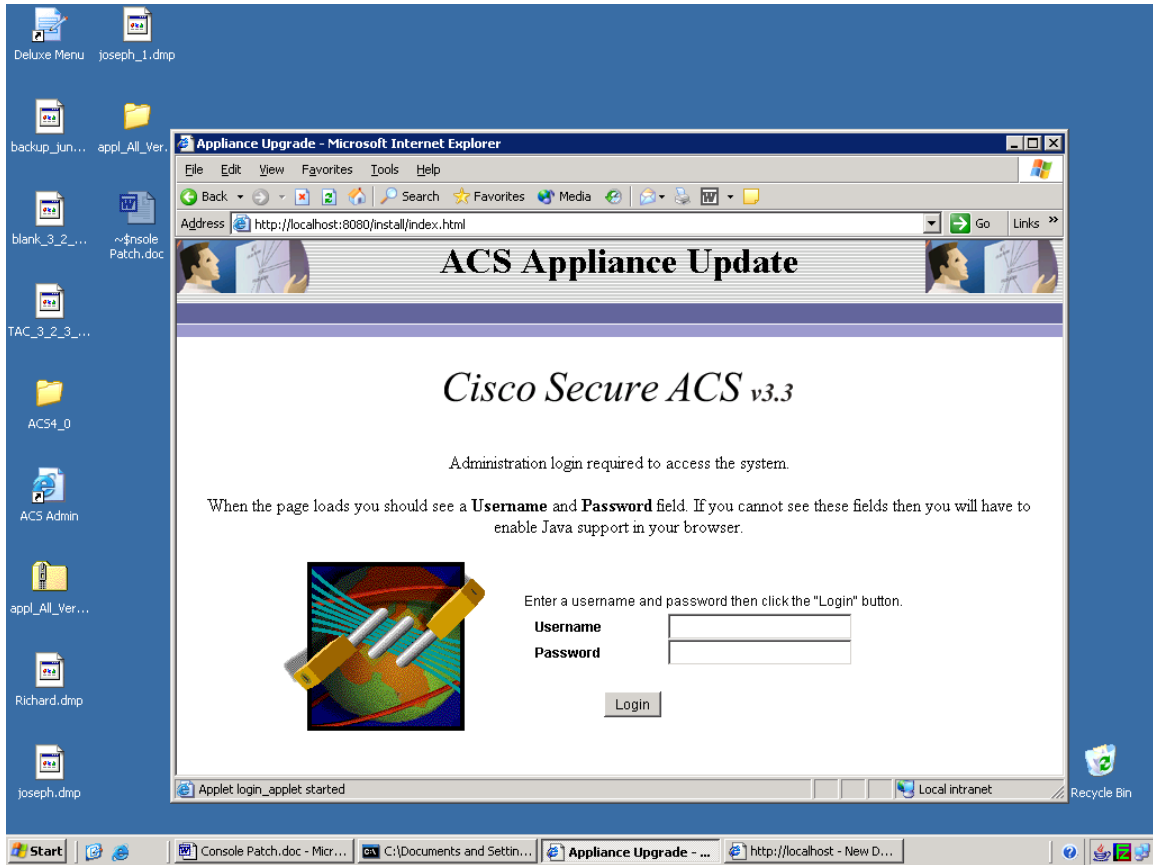 Deluxe Menu
joseph_1.dmp
backup_jun...
appl_All_Ver.
blank_3_2_...
~$nsole
Patch.doc
TAC_3_2_3_...
ACS4_0
ACS Admin
appl_All_Ver...
Richard.dmp
joseph.dmp
Appliance Upgrade - Microsoft Internet Explorer
File Edit View Favorites Tools Help
Back Search Favorites Media
Address http://localhost:8080/install/index.html Go Links »
ACS Appliance Update
Cisco Secure ACS v3.3
Administration login required to access the system.
When the page loads you should see a Username and Password field. If you cannot see these fields then you will have to
enable Java support in your browser.
Enter a username and password then click the "Login" button.
Username
Password
Login
Applet login_applet started
Local intranet
Recycle Bin
Start
Console Patch.doc - Micr...
C:\Documents and Settin...
Appliance Upgrade - ...
http://localhost - New D...